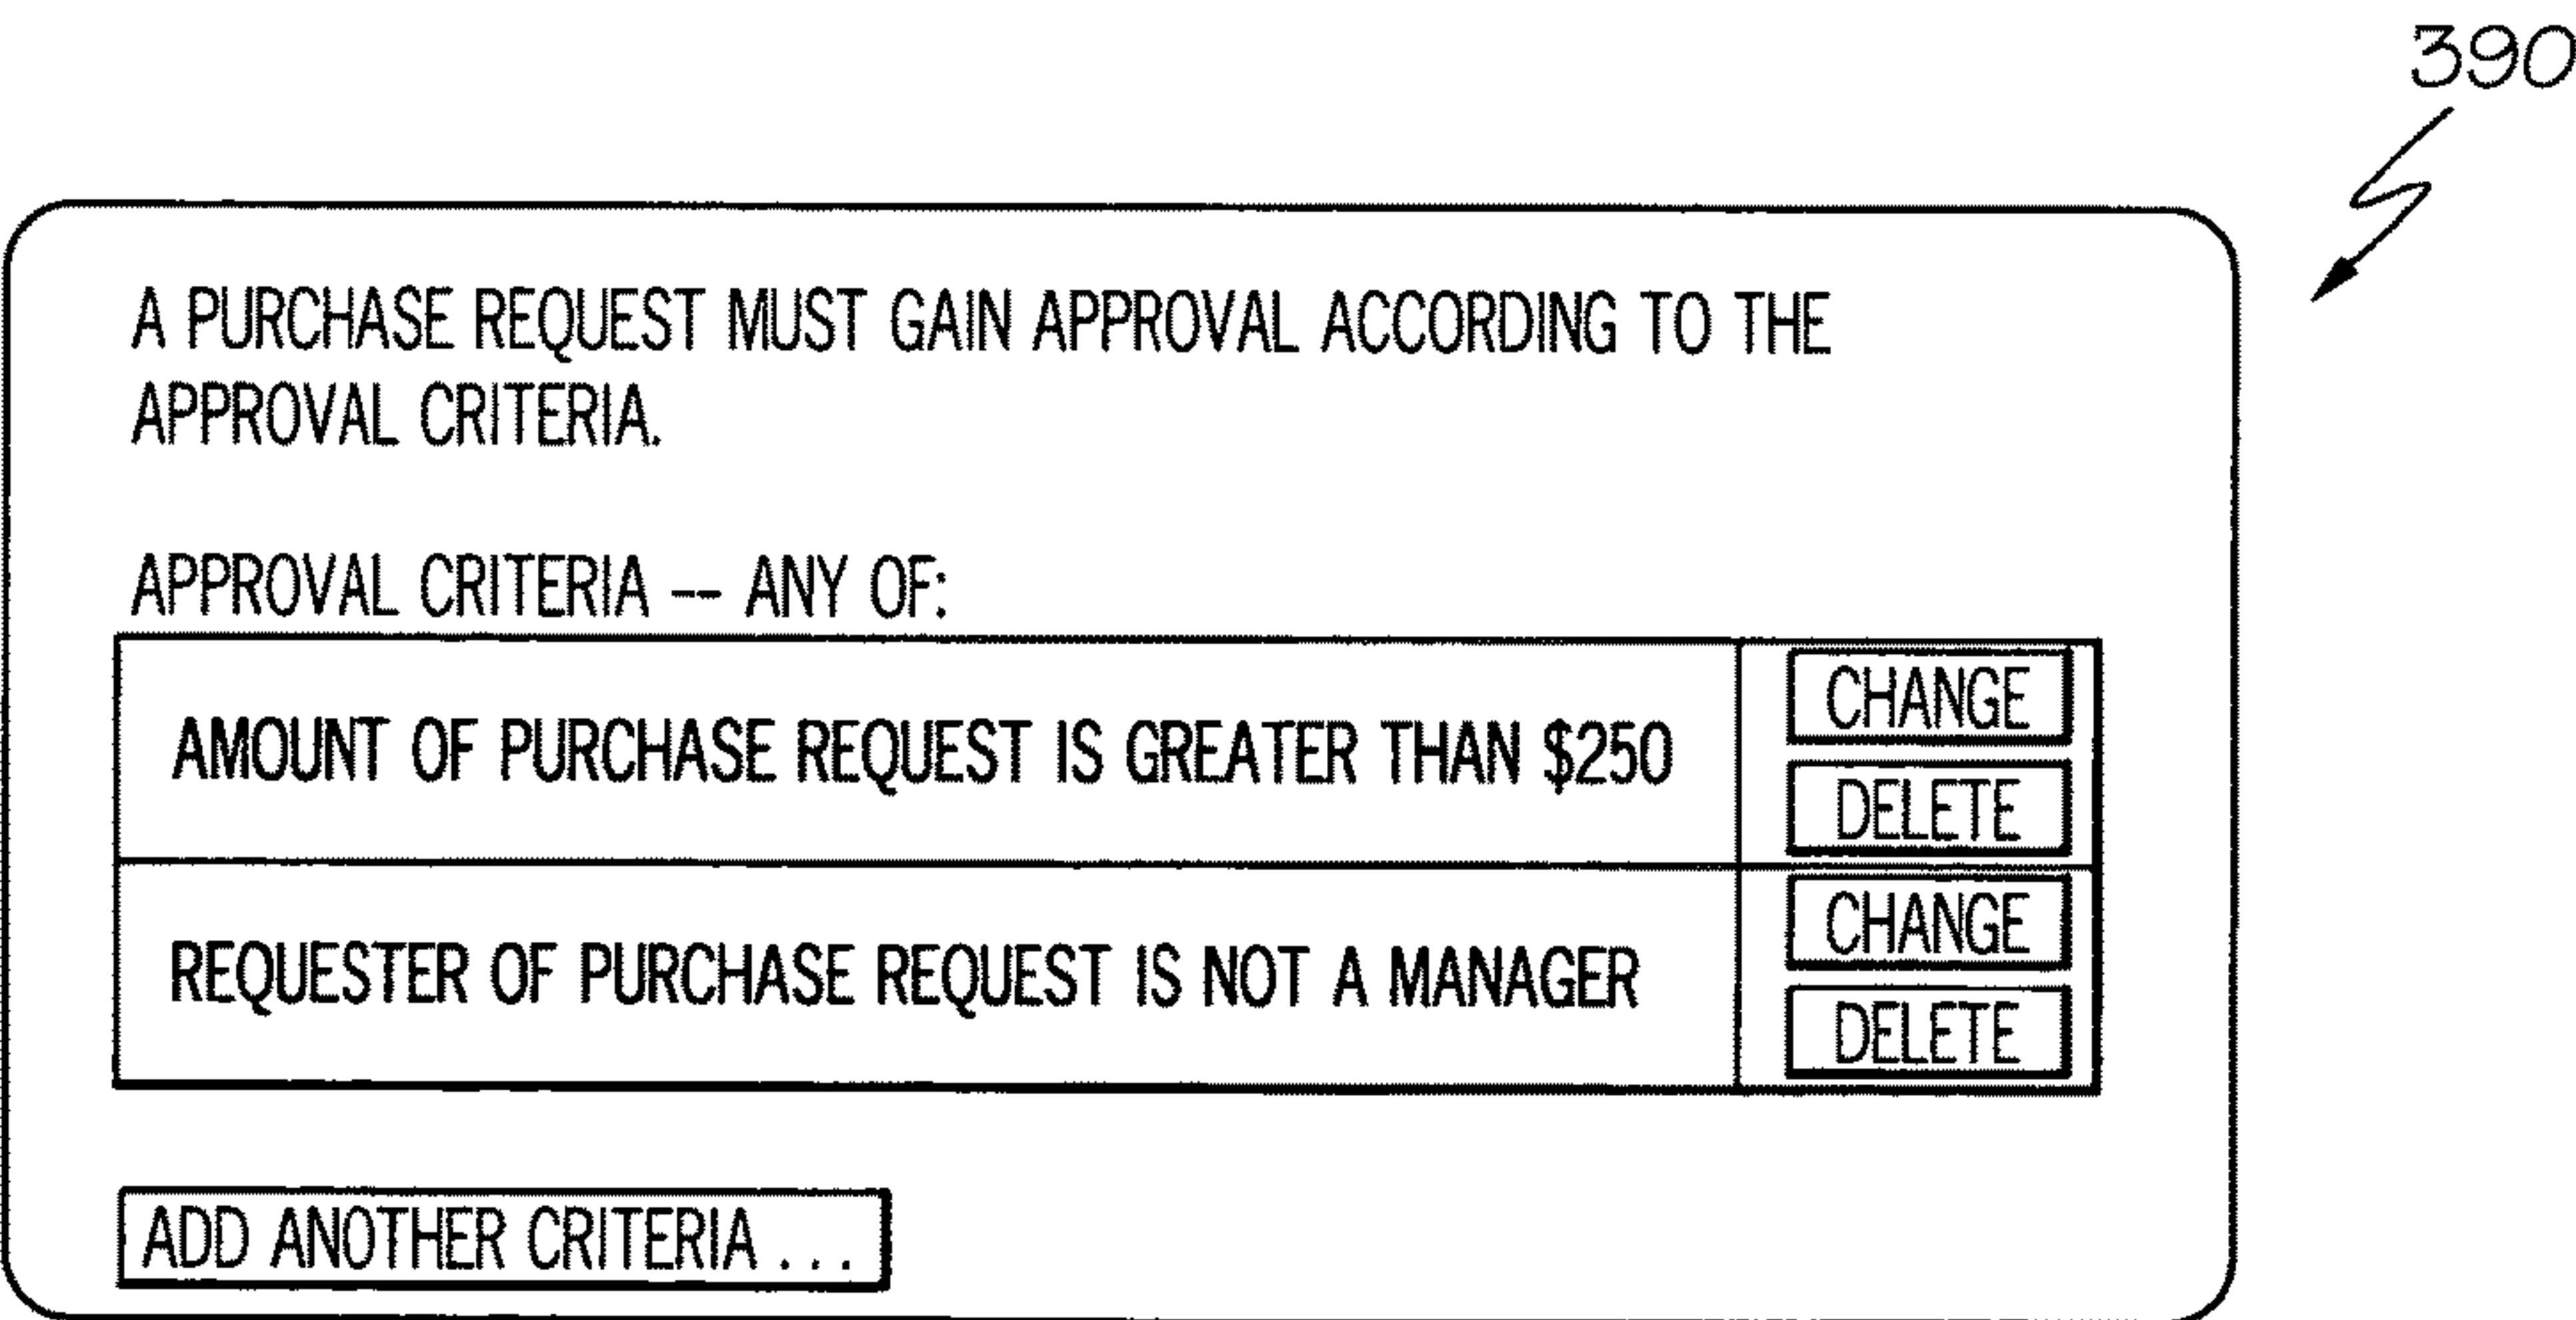 390
A PURCHASE REQUEST MUST GAIN APPROVAL ACCORDING TO THE
APPROVAL CRITERIA.
APPROVAL CRITERIA -- ANY OF:
AMOUNT OF PURCHASE REQUEST IS GREATER THAN $250
CHANGE
DELETE
REQUESTER OF PURCHASE REQUEST IS NOT A MANAGER
CHANGE
DELETE
ADD ANOTHER CRITERIA . . .